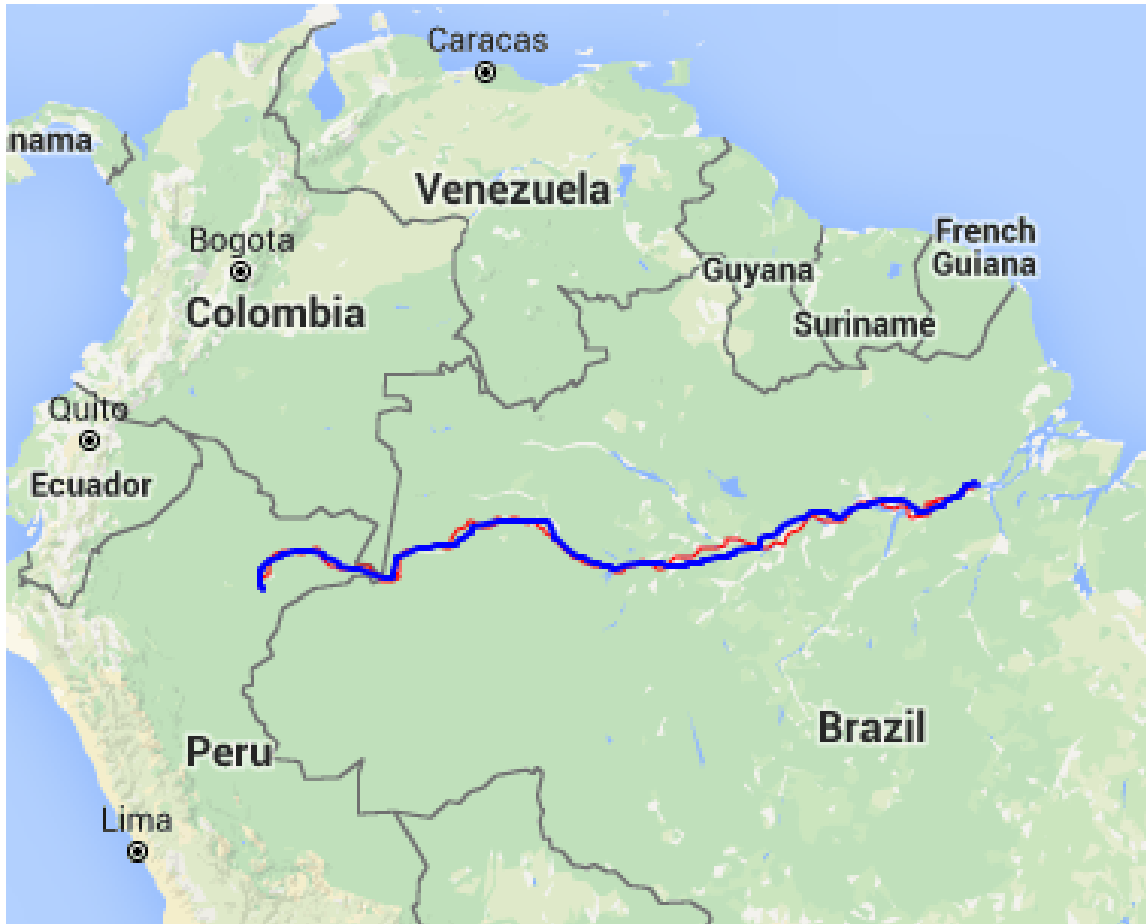 Caracas
nama
Venezuela
Bogota
French
Guiana
Guyana
Colombia
Suriname
Quito
Ecuador
Brazil
Peru
Lima